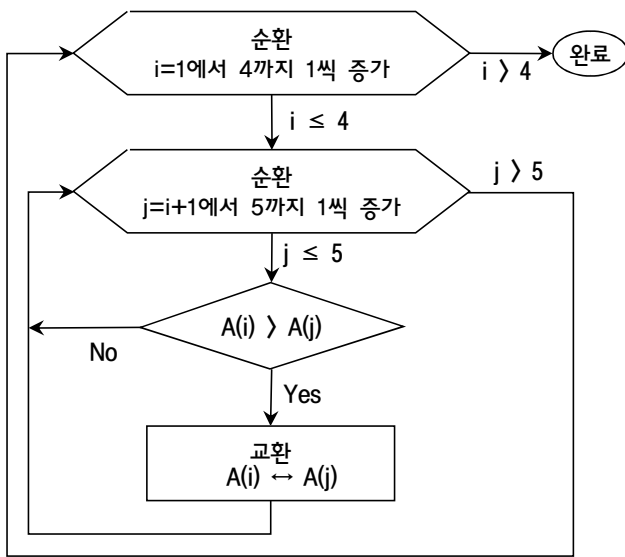 순환
i=1에서 4까지 1씩 증가
i 〉4
완료
i ≤ 4
순환
j=i+1에서 5까지 1씩 증가
j 〉5
j ≤ 5
A(i) 〉A(j)
No
Yes
교환
A(i) ↔ A(j)